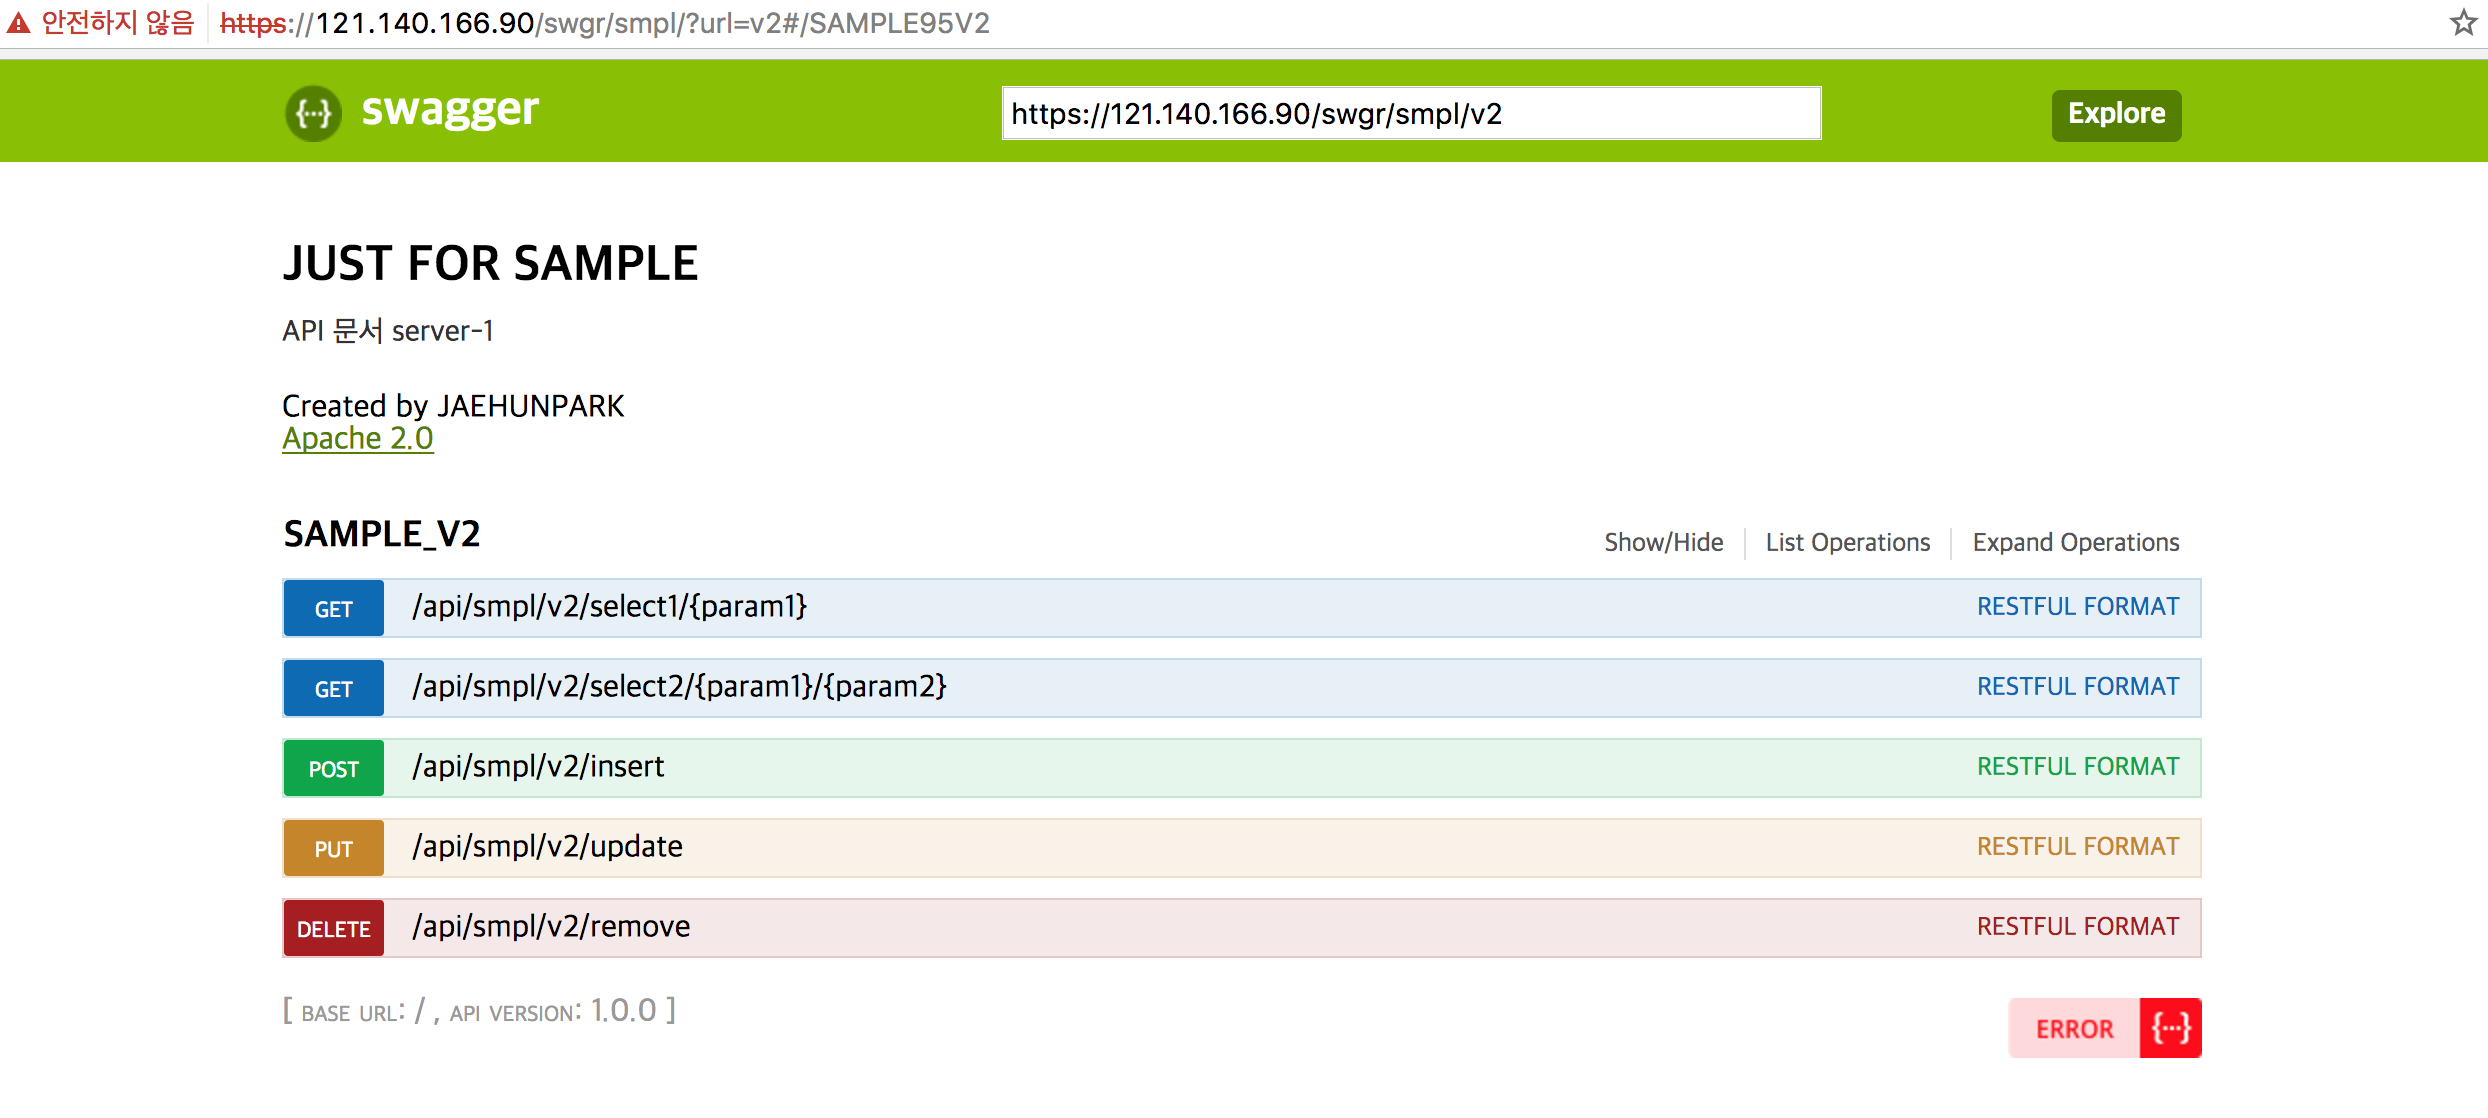 안전하지 않음 https://121.140.166.90/swgr/smpl/?url=v2#/SAMPLE95V2
{···} swagger https://121.140.166.90/swgr/smpl/v2 Explore
JUST FOR SAMPLE
API 문서 server-1
Created by JAEHUNPARK
Apache 2.0
SAMPLE_V2 Show/Hide List Operations Expand Operations
GET /api/smpl/v2/select1/{param1} RESTFUL FORMAT
GET /api/smpl/v2/select2/{param1}/{param2} RESTFUL FORMAT
POST /api/smpl/v2/insert RESTFUL FORMAT
PUT /api/smpl/v2/update RESTFUL FORMAT
DELETE /api/smpl/v2/remove RESTFUL FORMAT
[ BASE URL: / , API VERSION: 1.0.0 ] ERROR {···}